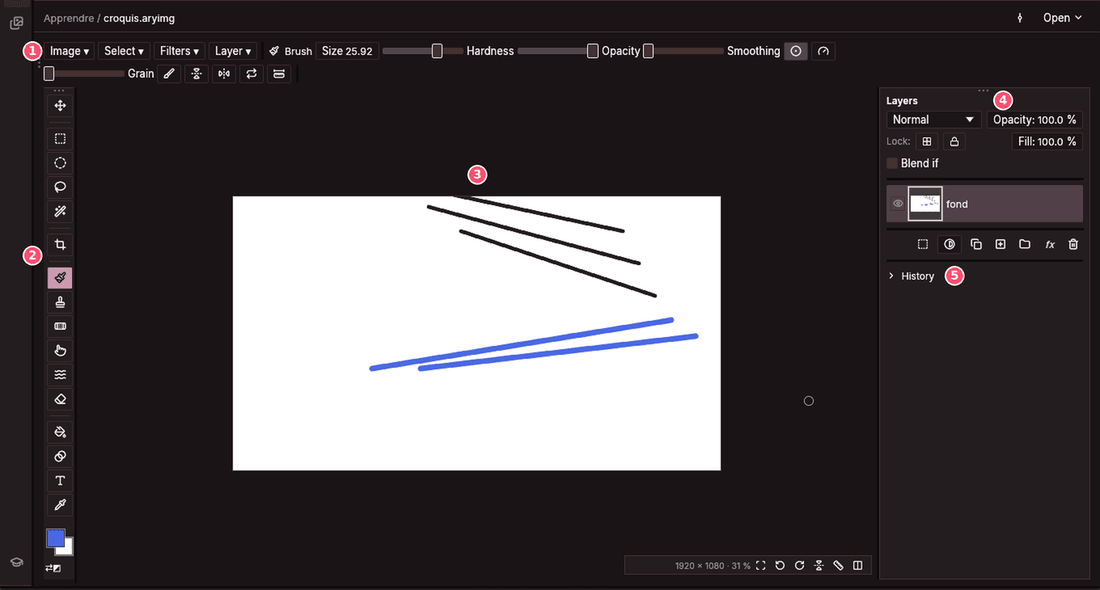 Apprendre / croquis.aryimg
Open
1 Image ▾ Select ▾ Filters ▾ Layer ▾ Brush Size 25.92 Hardness Opacity Smoothing
Grain
Layers 4
Normal Opacity: 100.0 %
Lock: Fill: 100.0 %
Blend if
3
fond
fx
2
History 5
T
1920 × 1080 · 31 %